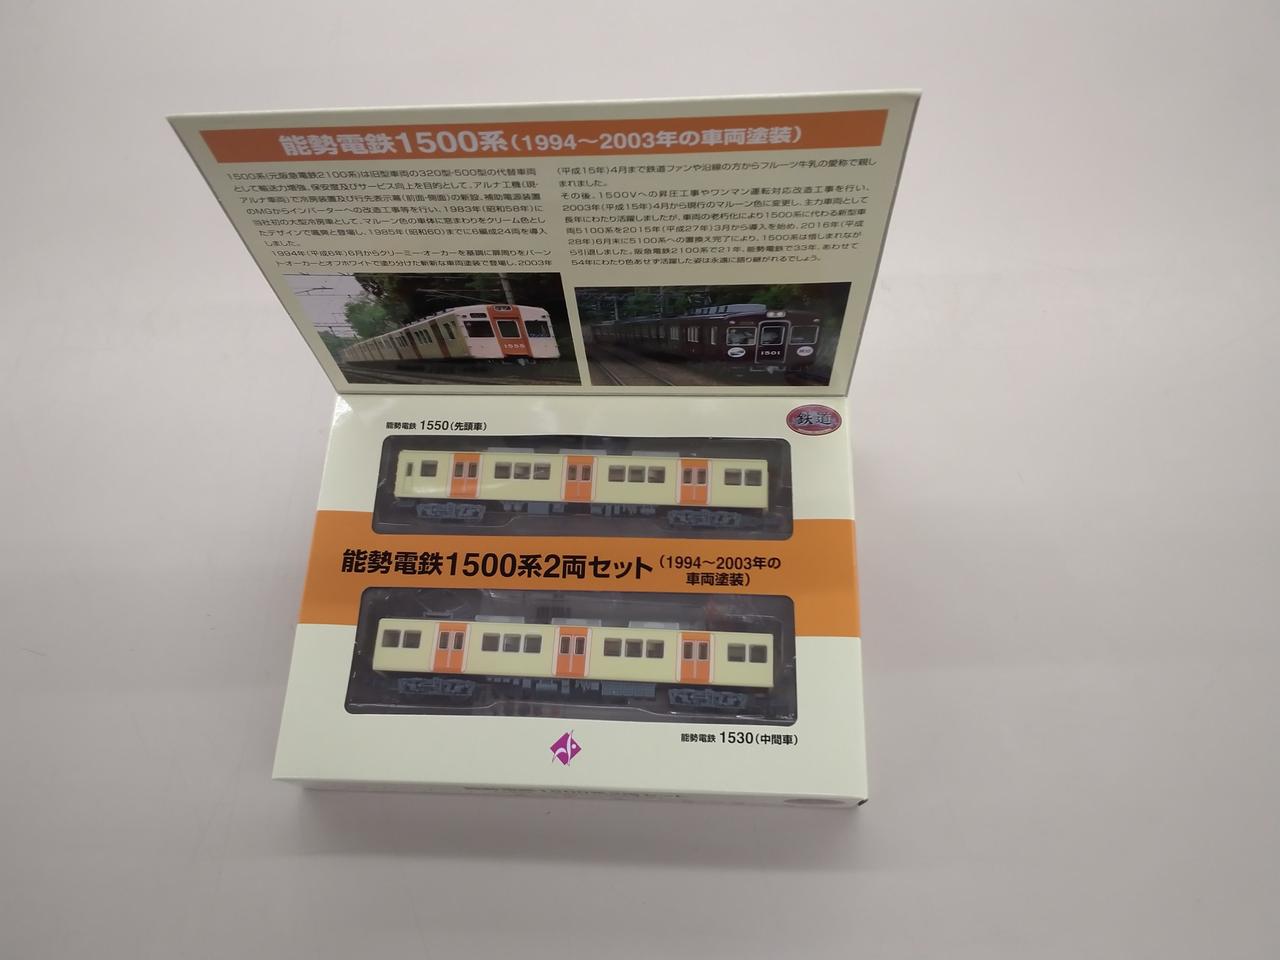 能勢電鉄1500系(1994～2003年の車両塗装)
1500系(元阪急電鉄2100系)は旧型車両の320型・500型の代替車両
として輸送力増強、保安度及びサービス向上を目的として、アルナ工機(現・
アルナ車両)で冷房装置及び行先表示幕(前面・側面)の新設、補助電源装置
のMGからインバーターへの改造工事等を行い、1983年(昭和58年)に
当社初の大型冷房車として、マルーン色の車体に窓まわりをクリーム色とし
たデザインで颯爽と登場し、1985年(昭和60)までに6編成24両を導入
しました。
1994年(平成6年)6月からクリーミーオーカーを基調に扉周りをバーン
トオーカーとオフホワイトで塗り分けた斬新な車両塗装で登場し、2003年
(平成15年)4月まで鉄道ファンや沿線の方からフルーツ牛乳の愛称で親し
まれました。
その後、1500Vへの昇圧工事やワンマン運転対応改造工事を行い、
2003年(平成15年)4月から現行のマルーン色に変更し、主力車両として
長年にわたり活躍しましたが、車両の老朽化により1500系に代わる新型車
両5100系を2015年(平成27年)3月から導入を始め、2016年(平成
28年)6月末に5100系への置換え完了により、1500系は惜しまれなが
ら引退しました。阪急電鉄2100系で21年、能勢電鉄で33年、あわせて
54年にわたり色あせず活躍した姿は永遠に語り継がれるでしょう。
1555
1501
鉄道
能勢電鉄 1550(先頭車)
能勢電鉄1500系2両セット(1994～2003年の
車両塗装)
能勢電鉄 1530(中間車)